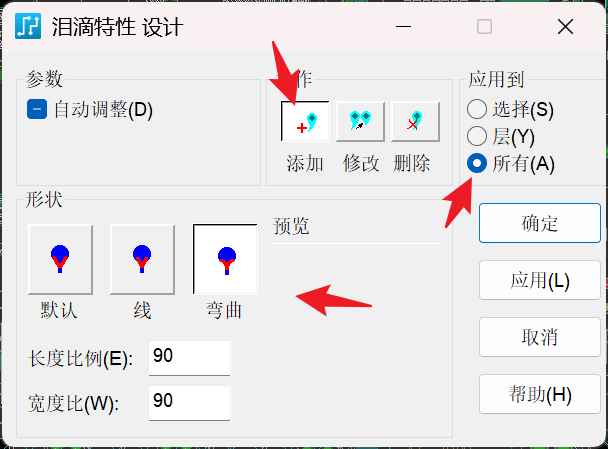 泪滴特性 设计
参数
自动调整(D)
作
添加
修改
删除
应用到
选择(S)
层(Y)
所有(A)
形状
默认
线
弯曲
预览
长度比例(E): 90
宽度比(W): 90
确定
应用(L)
取消
帮助(H)